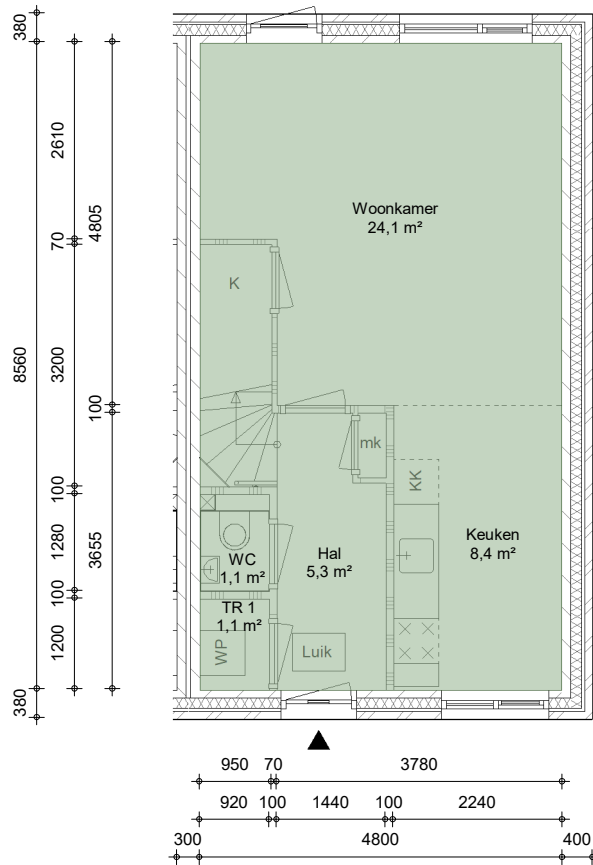 380
2610
70
4805
8560
3200
100
100
1280
3655
100
1200
380
Woonkamer
24,1 m²
K
mk
KK
Keuken
8,4 m²
WC
1,1 m²
Hal
5,3 m²
TR 1
1,1 m²
WP
Luik
950 70 3780
920 100 1440 100 2240
300 4800 400